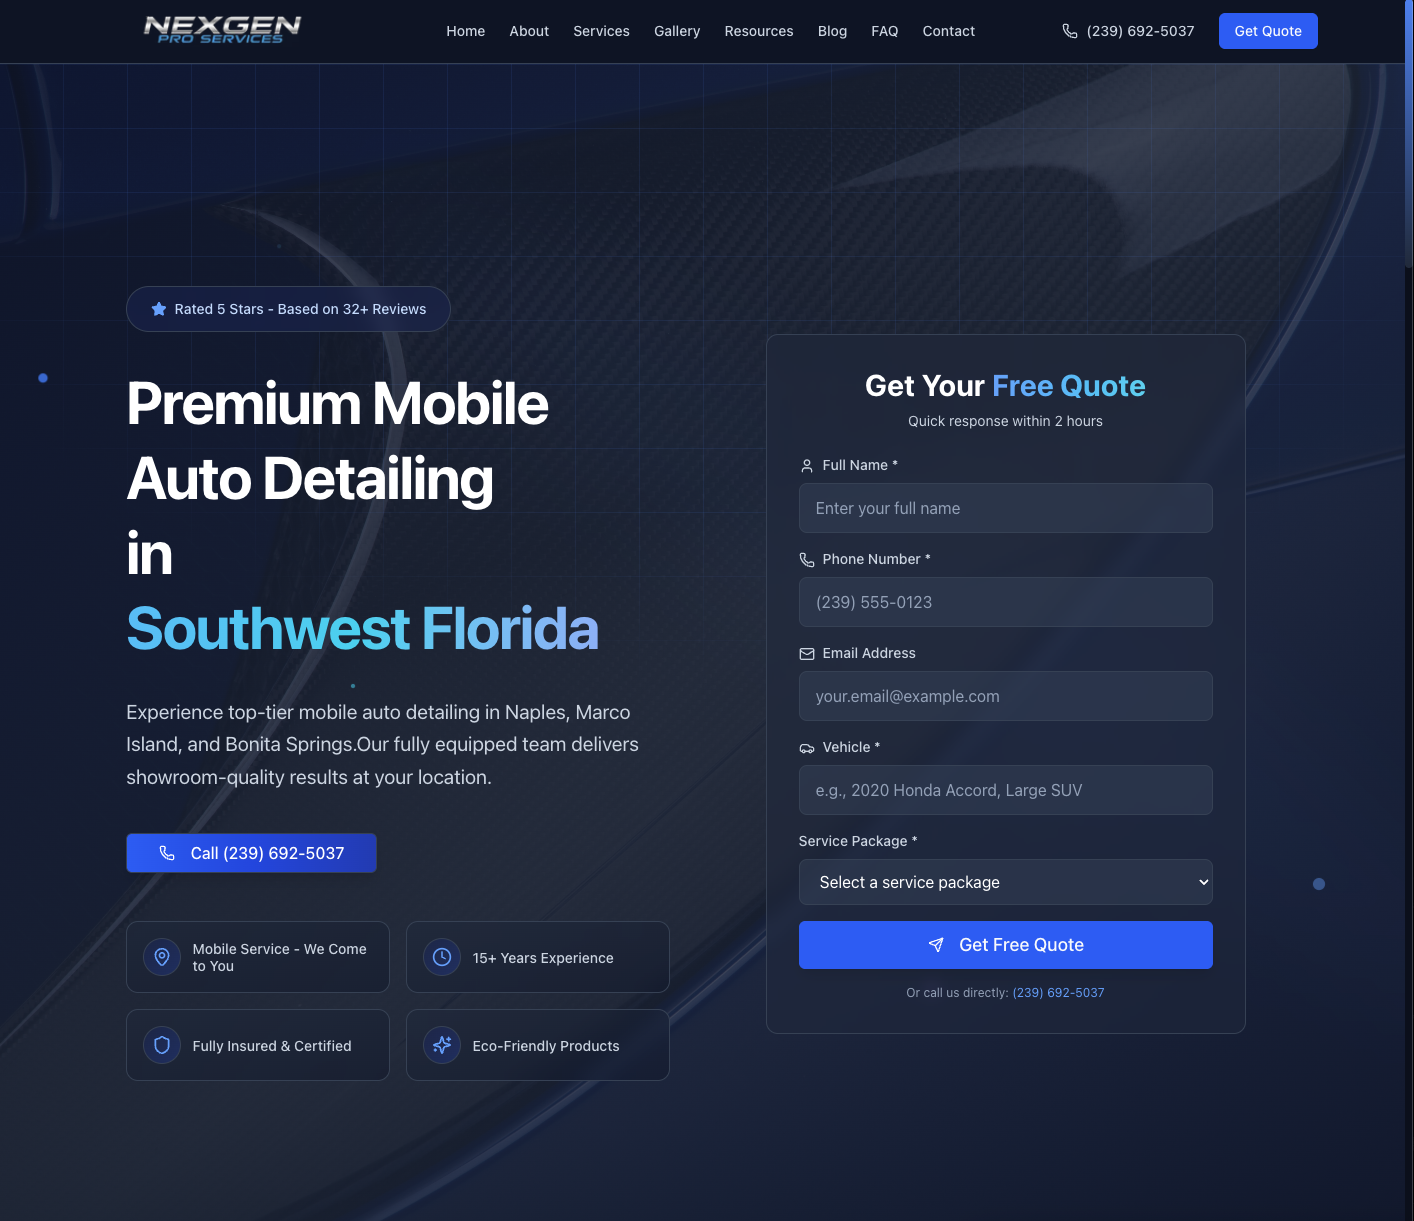 NEXGEN
PRO SERVICES
Home
About
Services
Gallery
Resources
Blog
FAQ
Contact
(239) 692-5037
Get Quote
Rated 5 Stars - Based on 32+ Reviews
Premium Mobile
Auto Detailing
in
Southwest Florida
Experience top-tier mobile auto detailing in Naples, Marco
Island, and Bonita Springs.Our fully equipped team delivers
showroom-quality results at your location.
Call (239) 692-5037
Mobile Service - We Come
to You
15+ Years Experience
Fully Insured & Certified
Eco-Friendly Products
Get Your Free Quote
Quick response within 2 hours
Full Name *
Enter your full name
Phone Number *
(239) 555-0123
Email Address
your.email@example.com
Vehicle *
e.g., 2020 Honda Accord, Large SUV
Service Package *
Select a service package
Get Free Quote
Or call us directly: (239) 692-5037